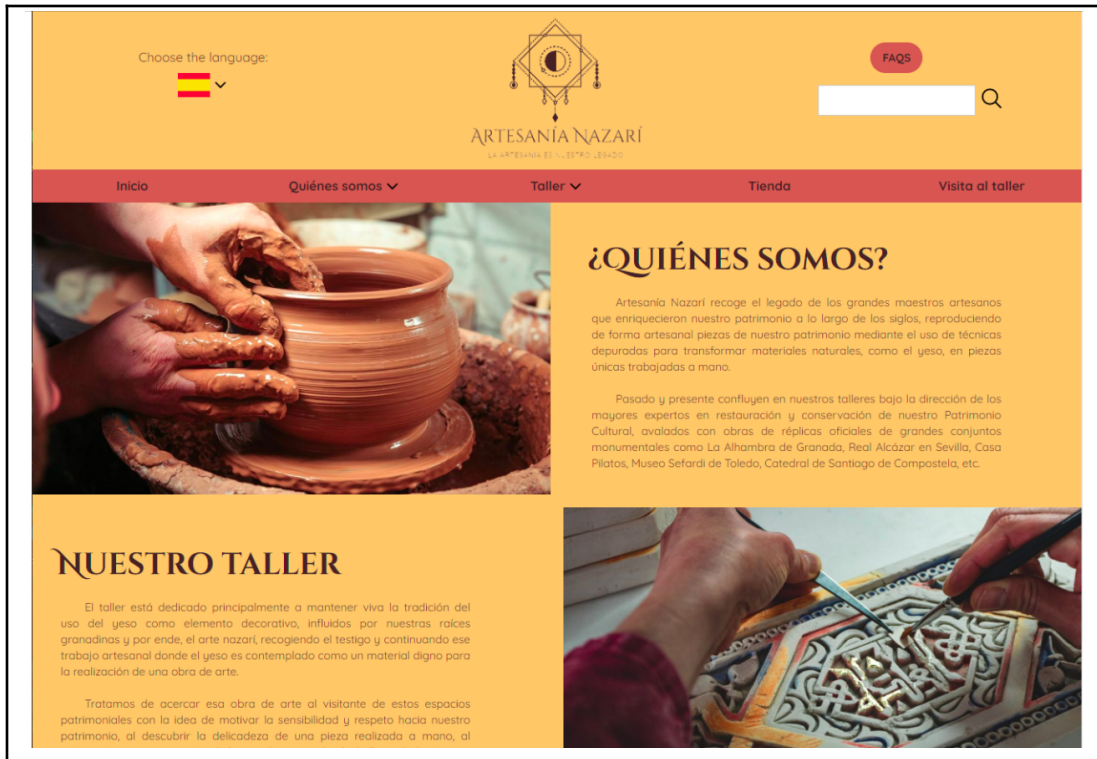 Choose the language:
FAQS
ARTESANÍA NAZARÍ
LA ARTESANÍA ES NUESTRO LEGADO
Inicio
Quiénes somos
Taller
Tienda
Visita al taller
¿QUIÉNES SOMOS?
Artesanía Nazarí recoge el legado de los grandes maestros artesanos
que enriquecieron nuestro patrimonio a lo largo de los siglos, reproduciendo
de forma artesanal piezas de nuestro patrimonio mediante el uso de técnicas
depuradas para transformar materiales naturales, como el yeso, en piezas
únicas trabajadas a mano.
Pasado y presente confluyen en nuestros talleres bajo la dirección de los
mayores expertos en restauración y conservación de nuestro Patrimonio
Cultural, avalados con obras de réplicas oficiales de grandes conjuntos
monumentales como La Alhambra de Granada, Real Alcázar en Sevilla, Casa
Pilatos, Museo Sefardi de Toledo, Catedral de Santiago de Compostela, etc.
NUESTRO TALLER
El taller está dedicado principalmente a mantener viva la tradición del
uso del yeso como elemento decorativo, influidos por nuestras raíces
granadinas y por ende, el arte nazarí, recogiendo el testigo y continuando ese
trabajo artesanal donde el yeso es contemplado como un material digno para
la realización de una obra de arte.
Tratamos de acercar esa obra de arte al visitante de estos espacios
patrimoniales con la idea de motivar la sensibilidad y respeto hacia nuestro
patrimonio, al descubrir la delicadeza de una pieza realizada a mano, al